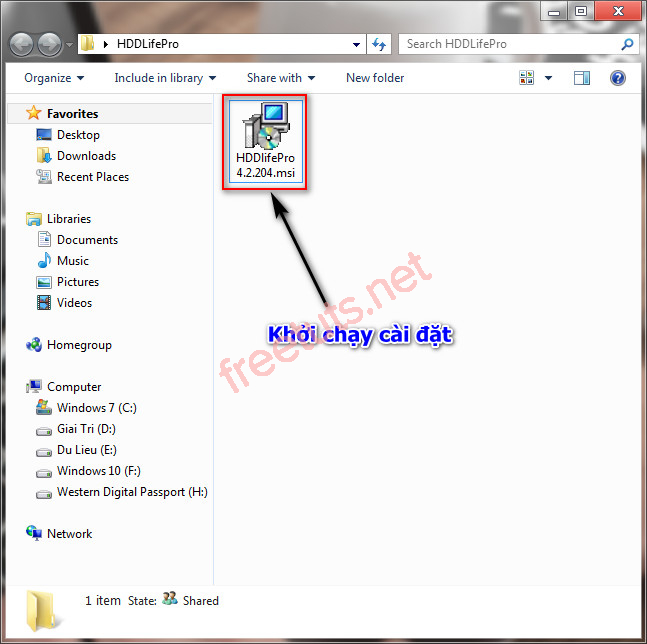 HDDLifePro
Search HDDLifePro
Organize
Include in library
Share with
New folder
Favorites
Desktop
Downloads
Recent Places
Libraries
Documents
Music
Pictures
Videos
Homegroup
Computer
Windows 7 (C:)
Giai Tri (D:)
Du Lieu (E:)
Windows 10 (F:)
Western Digital Passport (H:)
Network
HDDlifePro
4.2.204.msi
Khởi chạy cài đặt
freetuts.net
1 item State: Shared